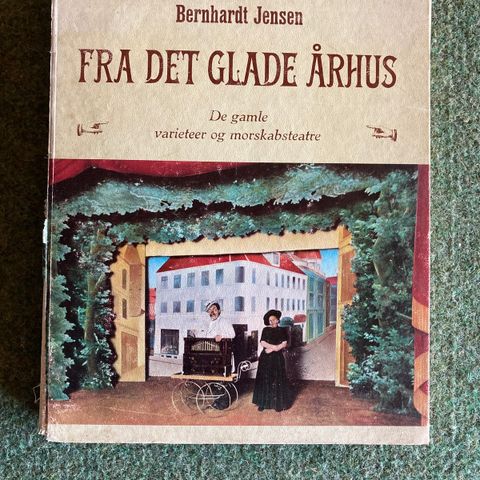 Bernhardt Jensen
FRA DET GLADE ÅRHUS
De gamle
varieteer og morskabsteatre